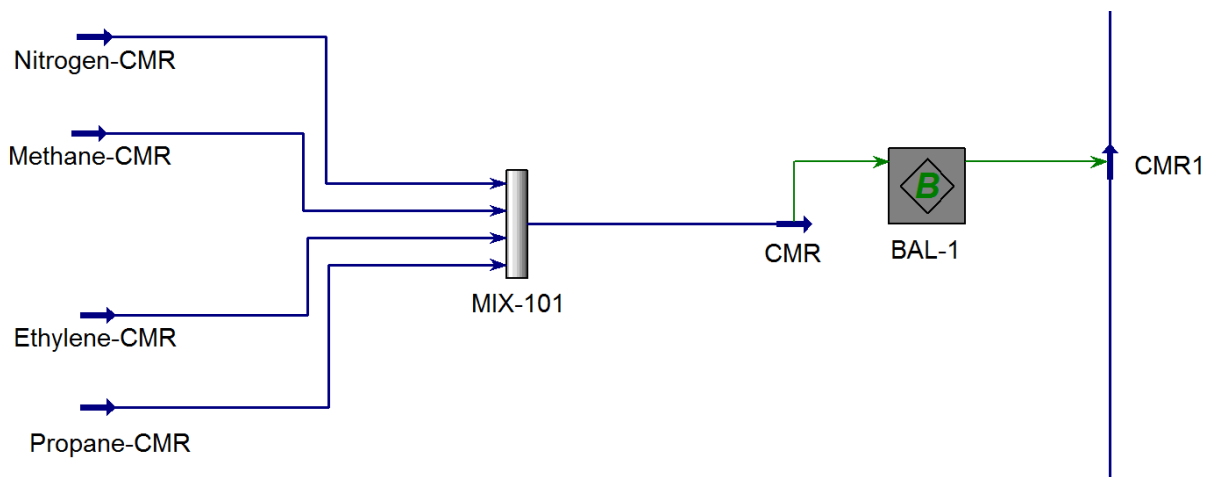 Nitrogen-CMR
Methane-CMR
CMR1
B
CMR
BAL-1
MIX-101
Ethylene-CMR
Propane-CMR